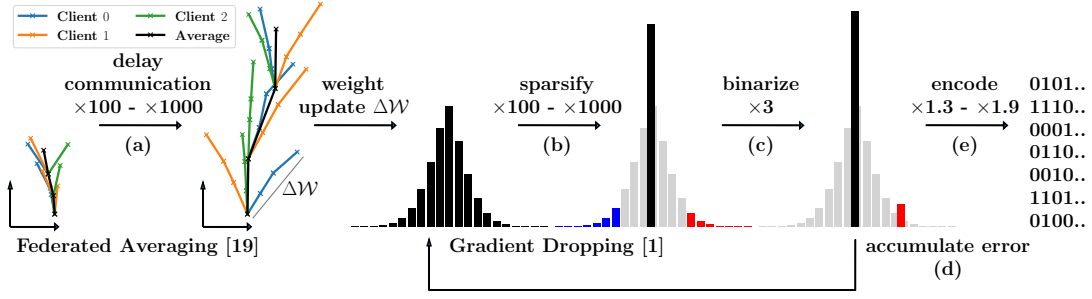 Client 0
Client 2
Client 1
Average
delay
communication
×100 - ×1000
(a)
weight
update Δ𝒲
sparsify
×100 - ×1000
(b)
binarize
×3
(c)
encode
×1.3 - ×1.9
(e)
0101..
1110..
0001..
0110..
0010..
1101..
0100..
Δ𝒲
Federated Averaging [19]
Gradient Dropping [1]
accumulate error
(d)